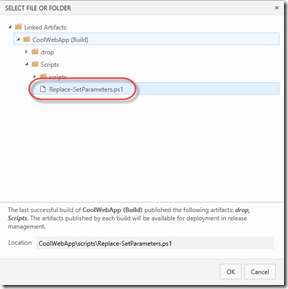 SELECT FILE OR FOLDER
Linked Artifacts
CoolWebApp (Build)
drop
Scripts
scripts
Replace-SetParameters.ps1
The last successful build of CoolWebApp (Build) published the following artifacts: drop,
Scripts. The artifacts published by each build will be available for deployment in release
management.
Location CoolWebApp\scripts\Replace-SetParameters.ps1
OK Cancel